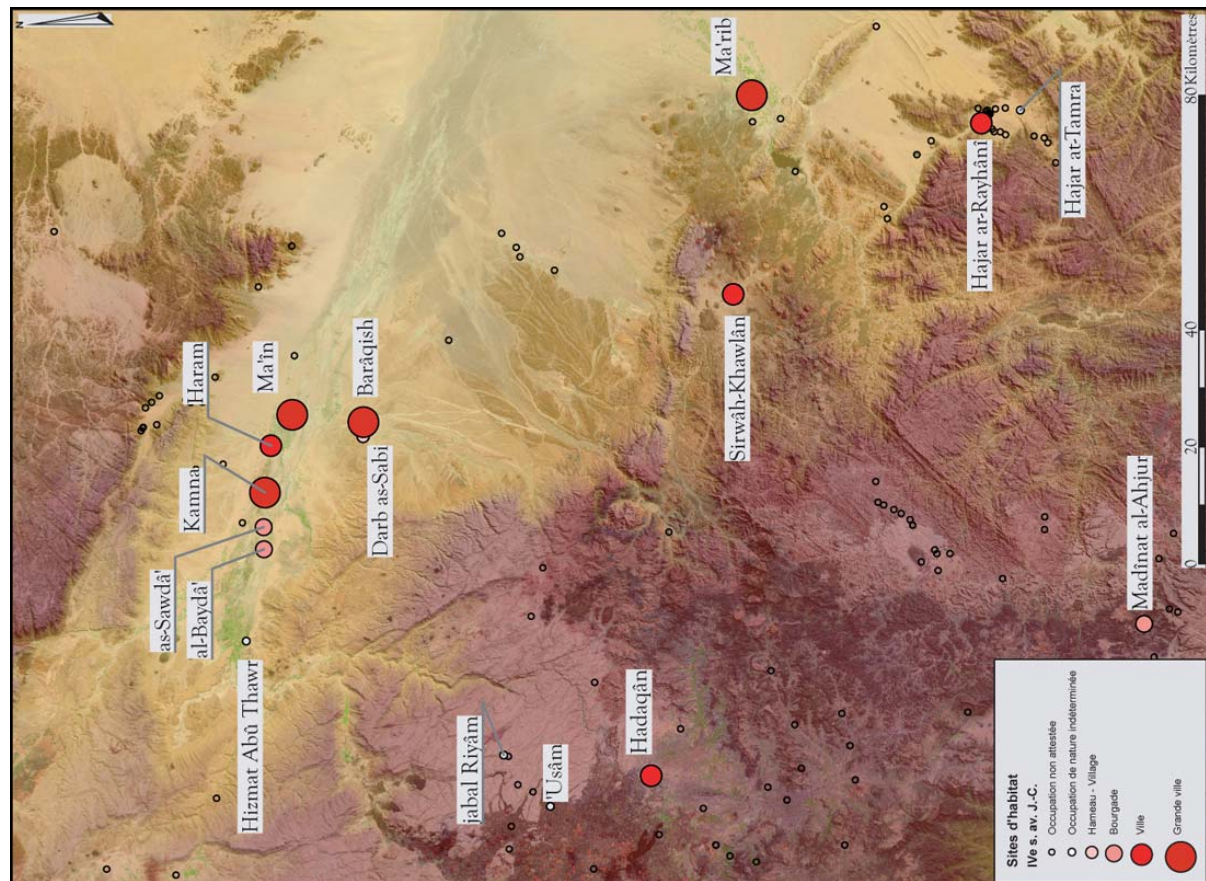 N
Ma'rib
Haram
Ma'în
Kamna
Barâqish
Hajar ar-Rayhânî
Hajar at-Tamra
80 Kilomètres
Sirwâh-Khawlân
40
as-Sawdâ'
al-Baydâ'
Darb as-Sabi
20
Hizmat Abû Thawr
Madînat al-Ahjur
0
jabal Riyâm
'Usâm
Hadaqân
Sites d'habitat
IVe s. av. J.-C.
Occupation non attestée
Occupation de nature indéterminée
Hameau - Village
Bourgade
Ville
Grande ville